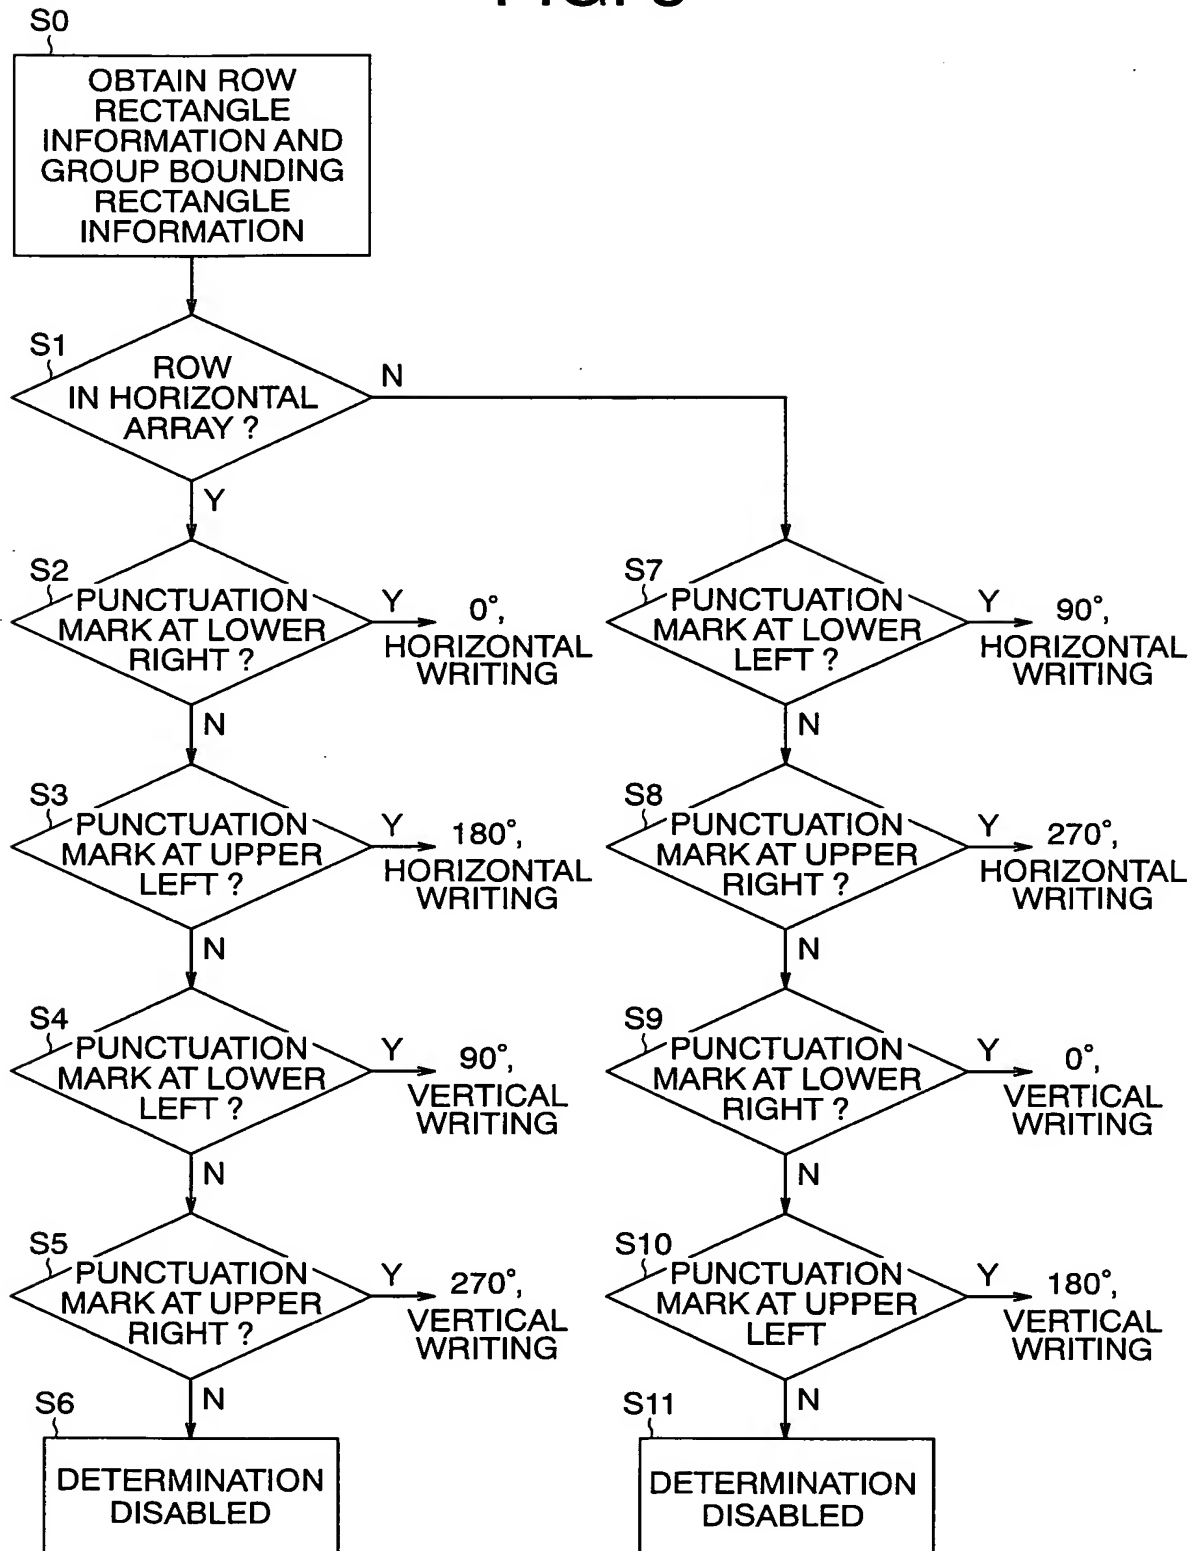 S0
OBTAIN ROW
RECTANGLE
INFORMATION AND
GROUP BOUNDING
RECTANGLE
INFORMATION
S1
ROW
IN HORIZONTAL
ARRAY ?
N
Y
S2
PUNCTUATION
MARK AT LOWER
RIGHT ?
Y
0°,
HORIZONTAL
WRITING
N
S3
PUNCTUATION
MARK AT UPPER
LEFT ?
Y
180°,
HORIZONTAL
WRITING
N
S4
PUNCTUATION
MARK AT LOWER
LEFT ?
Y
90°,
VERTICAL
WRITING
N
S5
PUNCTUATION
MARK AT UPPER
RIGHT ?
Y
270°,
VERTICAL
WRITING
N
S6
DETERMINATION
DISABLED
S7
PUNCTUATION
MARK AT LOWER
LEFT ?
Y
90°,
HORIZONTAL
WRITING
N
S8
PUNCTUATION
MARK AT UPPER
RIGHT ?
Y
270°,
HORIZONTAL
WRITING
N
S9
PUNCTUATION
MARK AT LOWER
RIGHT ?
Y
0°,
VERTICAL
WRITING
N
S10
PUNCTUATION
MARK AT UPPER
LEFT
Y
180°,
VERTICAL
WRITING
N
S11
DETERMINATION
DISABLED